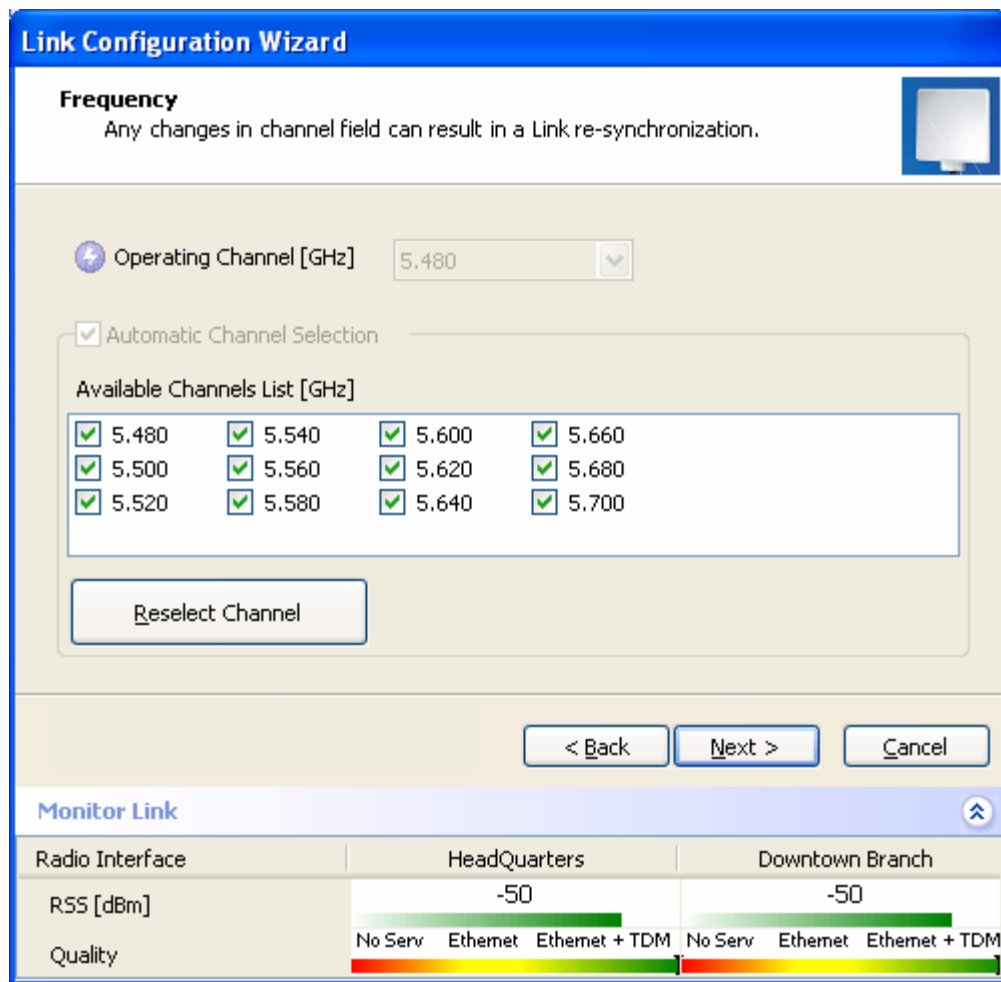 Link Configuration Wizard
Frequency
Any changes in channel field can result in a Link re-synchronization.
Operating Channel [GHz] 5.480
Automatic Channel Selection
Available Channels List [GHz]
5.480 5.540 5.600 5.660
5.500 5.560 5.620 5.680
5.520 5.580 5.640 5.700
Reselect Channel
< Back Next > Cancel
Monitor Link
Radio Interface HeadQuarters Downtown Branch
RSS [dBm] -50 -50
Quality No Serv Ethernet Ethernet + TDM No Serv Ethernet Ethernet + TDM